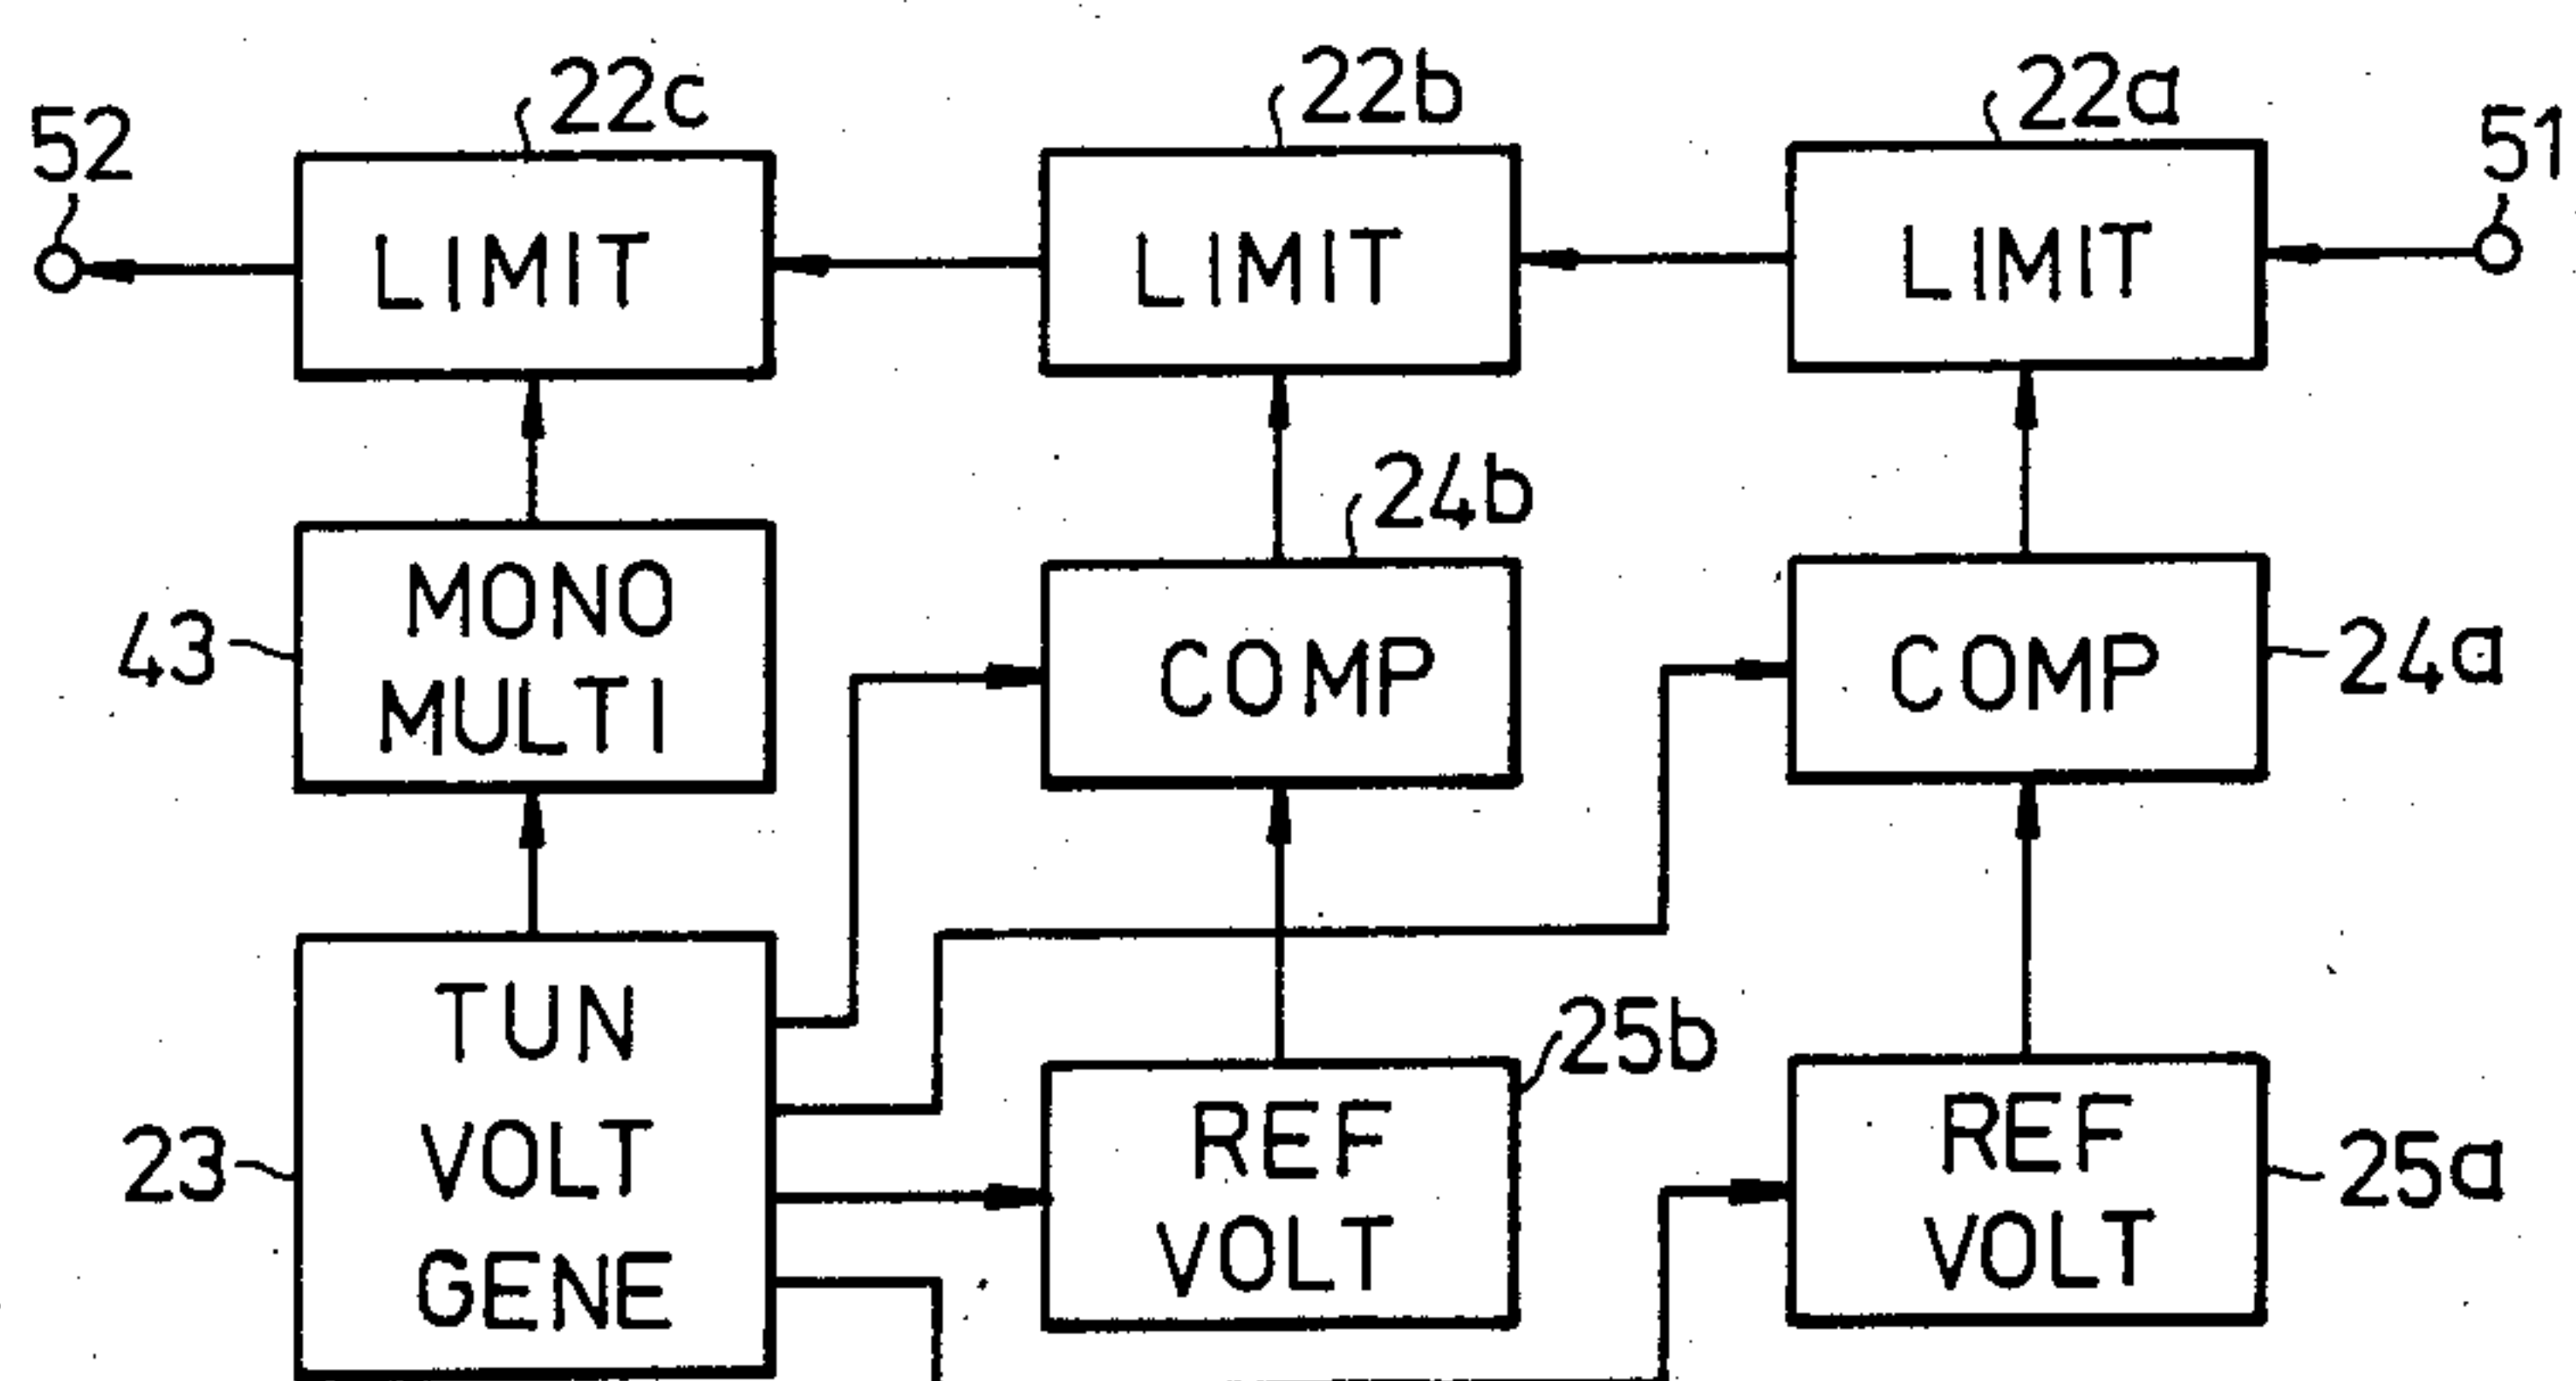 22c
22b
22a
52
51
LIMIT
LIMIT
LIMIT
24b
MONO
MULTI
43
COMP
COMP
24a
TUN
VOLT
GENE
23
25b
REF
VOLT
REF
VOLT
25a